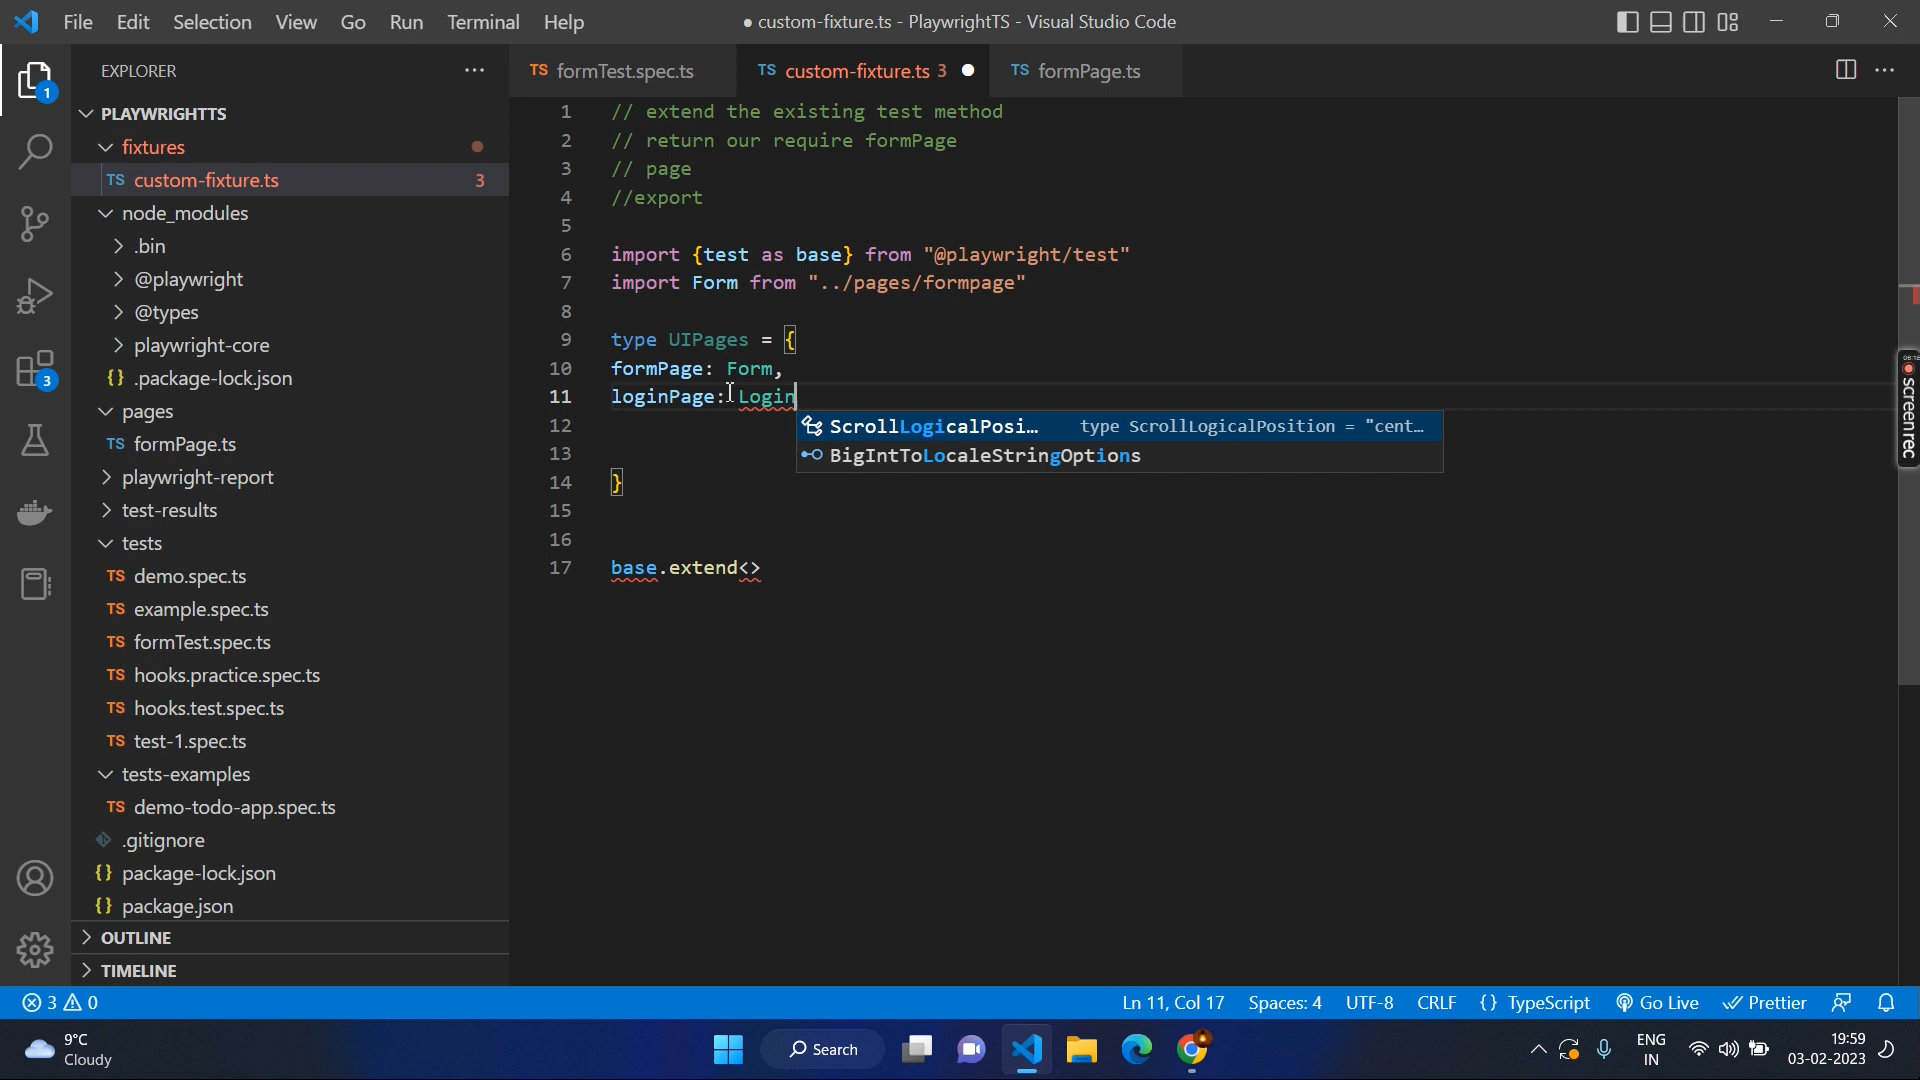 File Edit Selection View Go Run Terminal Help
● custom-fixture.ts - PlaywrightTS - Visual Studio Code
EXPLORER
TS formTest.spec.ts
TS custom-fixture.ts 3
TS formPage.ts
PLAYWRIGHTTS
fixtures
TS custom-fixture.ts 3
node_modules
.bin
@playwright
@types
playwright-core
{} .package-lock.json
pages
TS formPage.ts
playwright-report
test-results
tests
TS demo.spec.ts
TS example.spec.ts
TS formTest.spec.ts
TS hooks.practice.spec.ts
TS hooks.test.spec.ts
TS test-1.spec.ts
tests-examples
TS demo-todo-app.spec.ts
.gitignore
{} package-lock.json
{} package.json
OUTLINE
TIMELINE
1
3
1 // extend the existing test method
2 // return our require formPage
3 // page
4 //export
5
6 import {test as base} from "@playwright/test"
7 import Form from "../pages/formpage"
8
9 type UIPages = {
10 formPage: Form,
11 loginPage: Login
12
13
14 }
15
16
17 base.extend<>
ScrollLogicalPosi... type ScrollLogicalPosition = "cent...
BigIntToLocaleStringOptions
screenrec
3 0
Ln 11, Col 17 Spaces: 4 UTF-8 CRLF {} TypeScript Go Live Prettier
9°C
Cloudy
Search
ENG
IN
19:59
03-02-2023